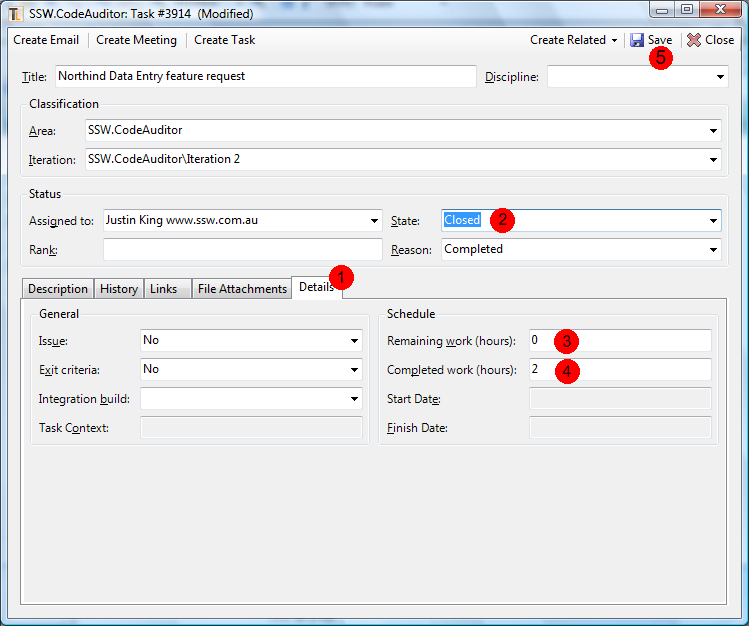 SSW.CodeAuditor: Task #3914 (Modified)
Create Email Create Meeting Create Task Create Related Save Close
5
Title: Northind Data Entry feature request Discipline:
Classification
Area: SSW.CodeAuditor
Iteration: SSW.CodeAuditor\Iteration 2
Status
Assigned to: Justin King www.ssw.com.au State: Closed 2
Rank: Reason: Completed
Description History Links File Attachments Details 1
General Schedule
Issue: No Remaining work (hours): 0 3
Exit criteria: No Completed work (hours): 2 4
Integration build: Start Date:
Task Context: Finish Date: